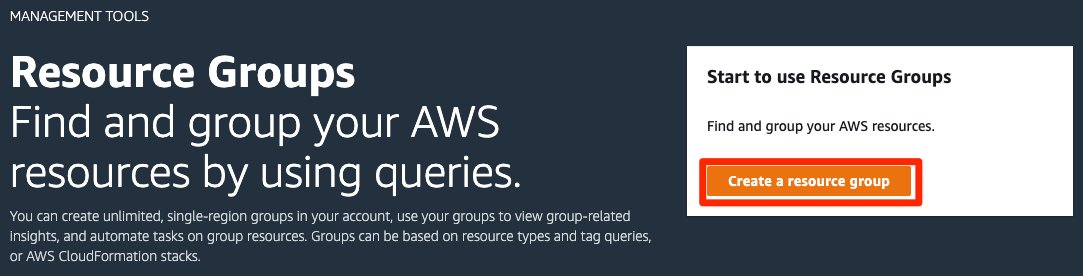 MANAGEMENT TOOLS
Resource Groups
Find and group your AWS
resources by using queries.
You can create unlimited, single-region groups in your account, use your groups to view group-related
insights, and automate tasks on group resources. Groups can be based on resource types and tag queries,
or AWS CloudFormation stacks.
Start to use Resource Groups
Find and group your AWS resources.
Create a resource group